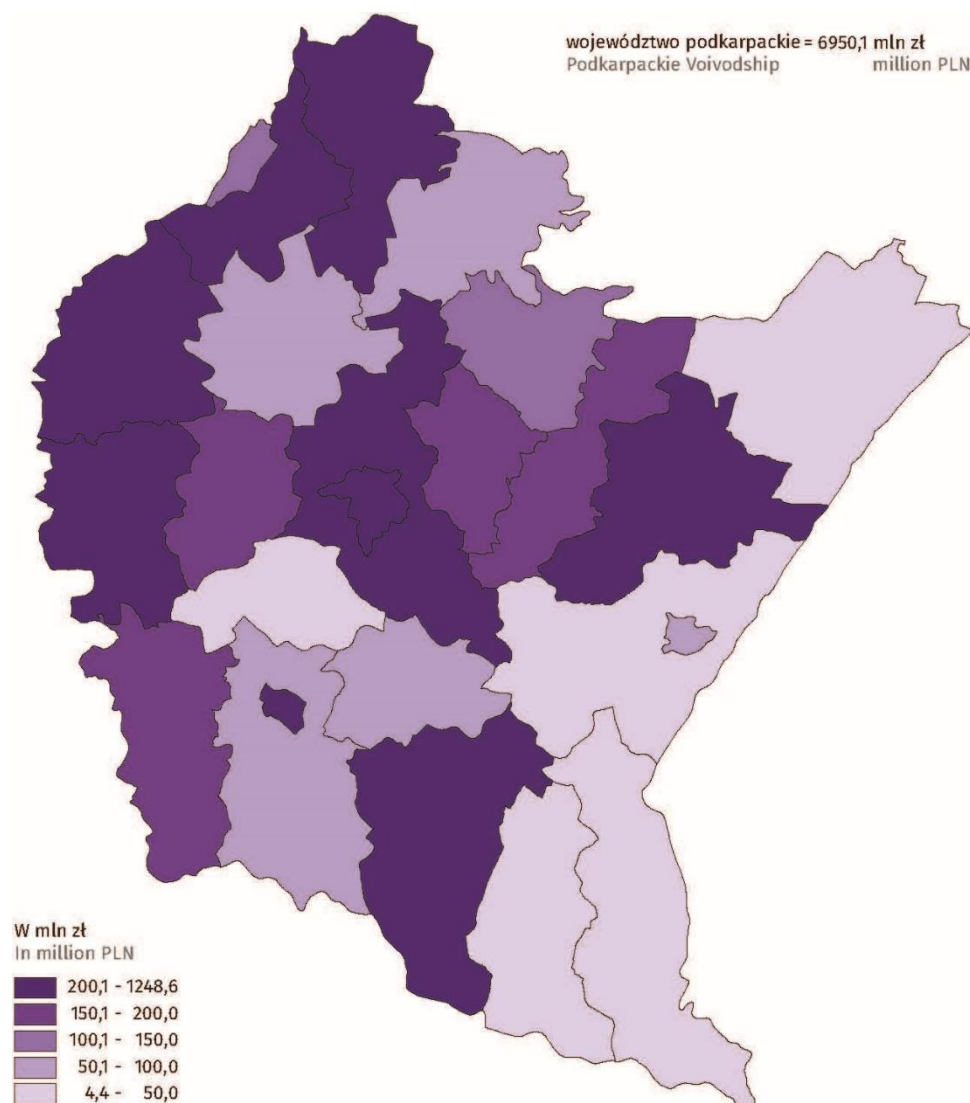 województwo podkarpackie = 6950,1 mln zł
Podkarpackie Voivodship million PLN
W mln zł
In million PLN
200,1 - 1248,6
150,1 - 200,0
100,1 - 150,0
50,1 - 100,0
4,4 - 50,0